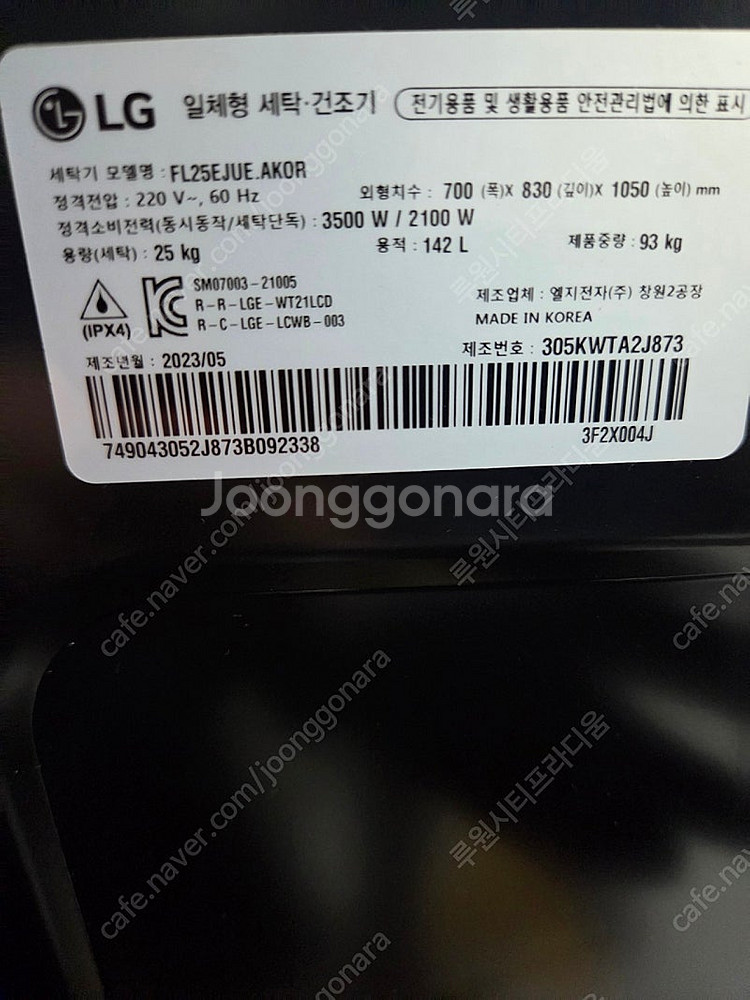 LG 일체형 세탁·건조기 전기용품 및 생활용품 안전관리법에 의한 표시
세탁기 모델명 : FL25EJUE.AKOR
정격전압 : 220 V~, 60 Hz
외형치수 : 700 (폭)X 830 (깊이)X 1050 (높이) mm
정격소비전력(동시동작/세탁단독) : 3500 W / 2100 W
용량(세탁) : 25 kg
용적 : 142 L
제품중량 : 93 kg
(IPX4)
SM07003-21005
R-R-LGE-WT21LCD
R-C-LGE-LCWB-003
제조업체 : 엘지전자(주) 창원2공장
MADE IN KOREA
제조년월 : 2023/05
제조번호 : 305KWTA2J873
749043052J873B092338
3F2X004J
Joonggonara
cafe.naver.com/joonggonara
루원시티프라디움